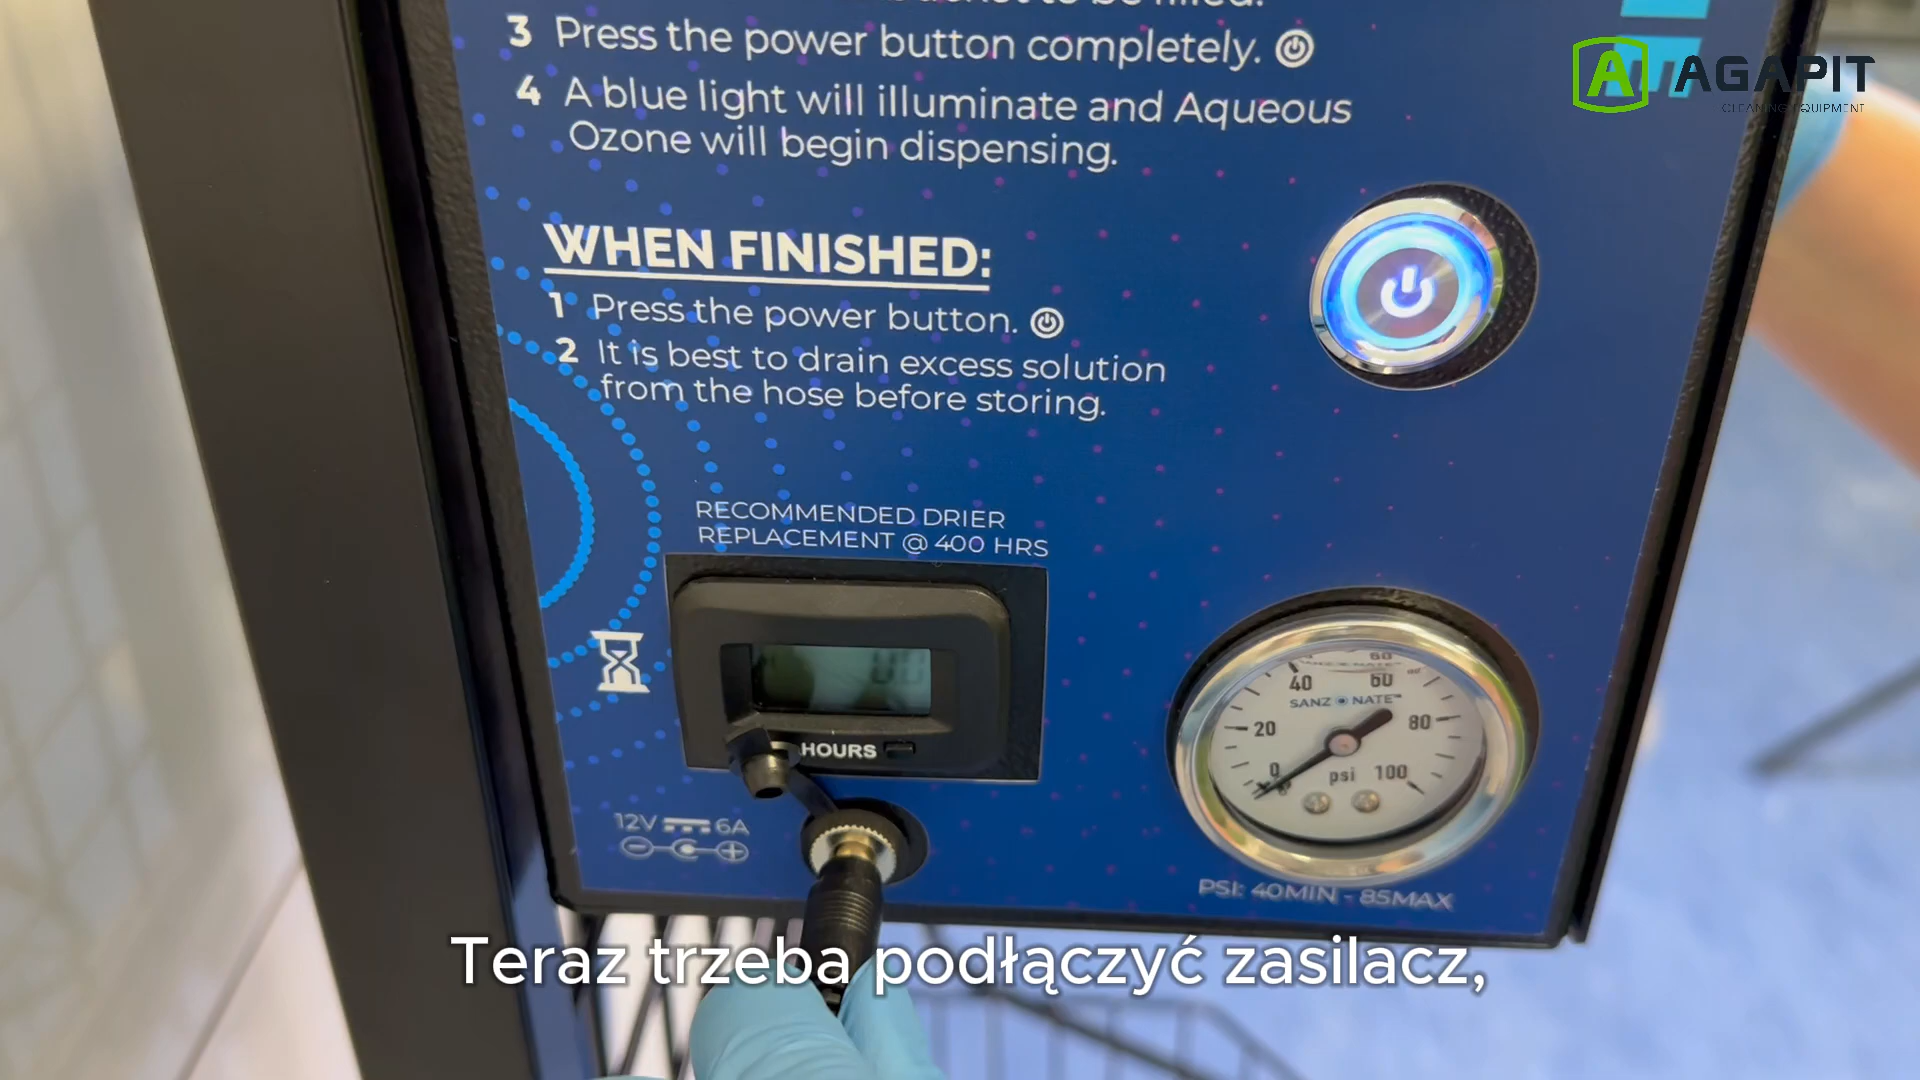 3 Press the power button completely.
4 A blue light will illuminate and Aqueous
Ozone will begin dispensing.
AGAPIT
CLEANING EQUIPMENT
WHEN FINISHED:
1 Press the power button.
2 It is best to drain excess solution
from the hose before storing.
RECOMMENDED DRIER
REPLACEMENT @ 400 HRS
HOURS
12V 6A
40 60
SANZONATE™
20 80
0 psi 100
PSI: 40MIN - 85MAX
Teraz trzeba podłączyć zasilacz,